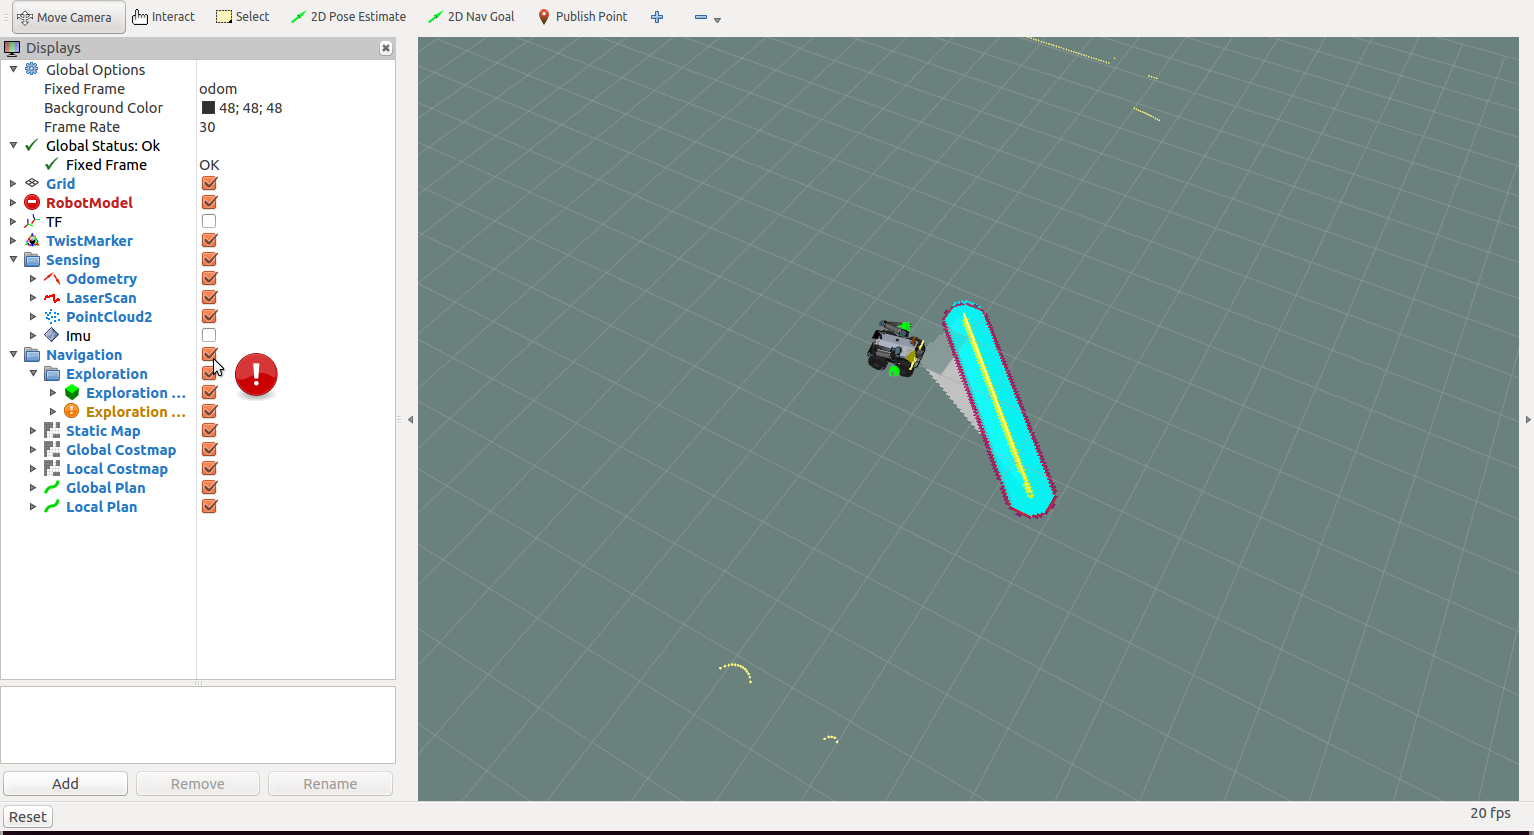 Move Camera Interact Select 2D Pose Estimate 2D Nav Goal Publish Point
Displays
Global Options
Fixed Frame odom
Background Color 48; 48; 48
Frame Rate 30
Global Status: Ok
Fixed Frame OK
Grid
RobotModel
TF
TwistMarker
Sensing
Odometry
LaserScan
PointCloud2
Imu
Navigation
Exploration
Exploration ...
Exploration ...
Static Map
Global Costmap
Local Costmap
Global Plan
Local Plan
Add Remove Rename
Reset 20 fps